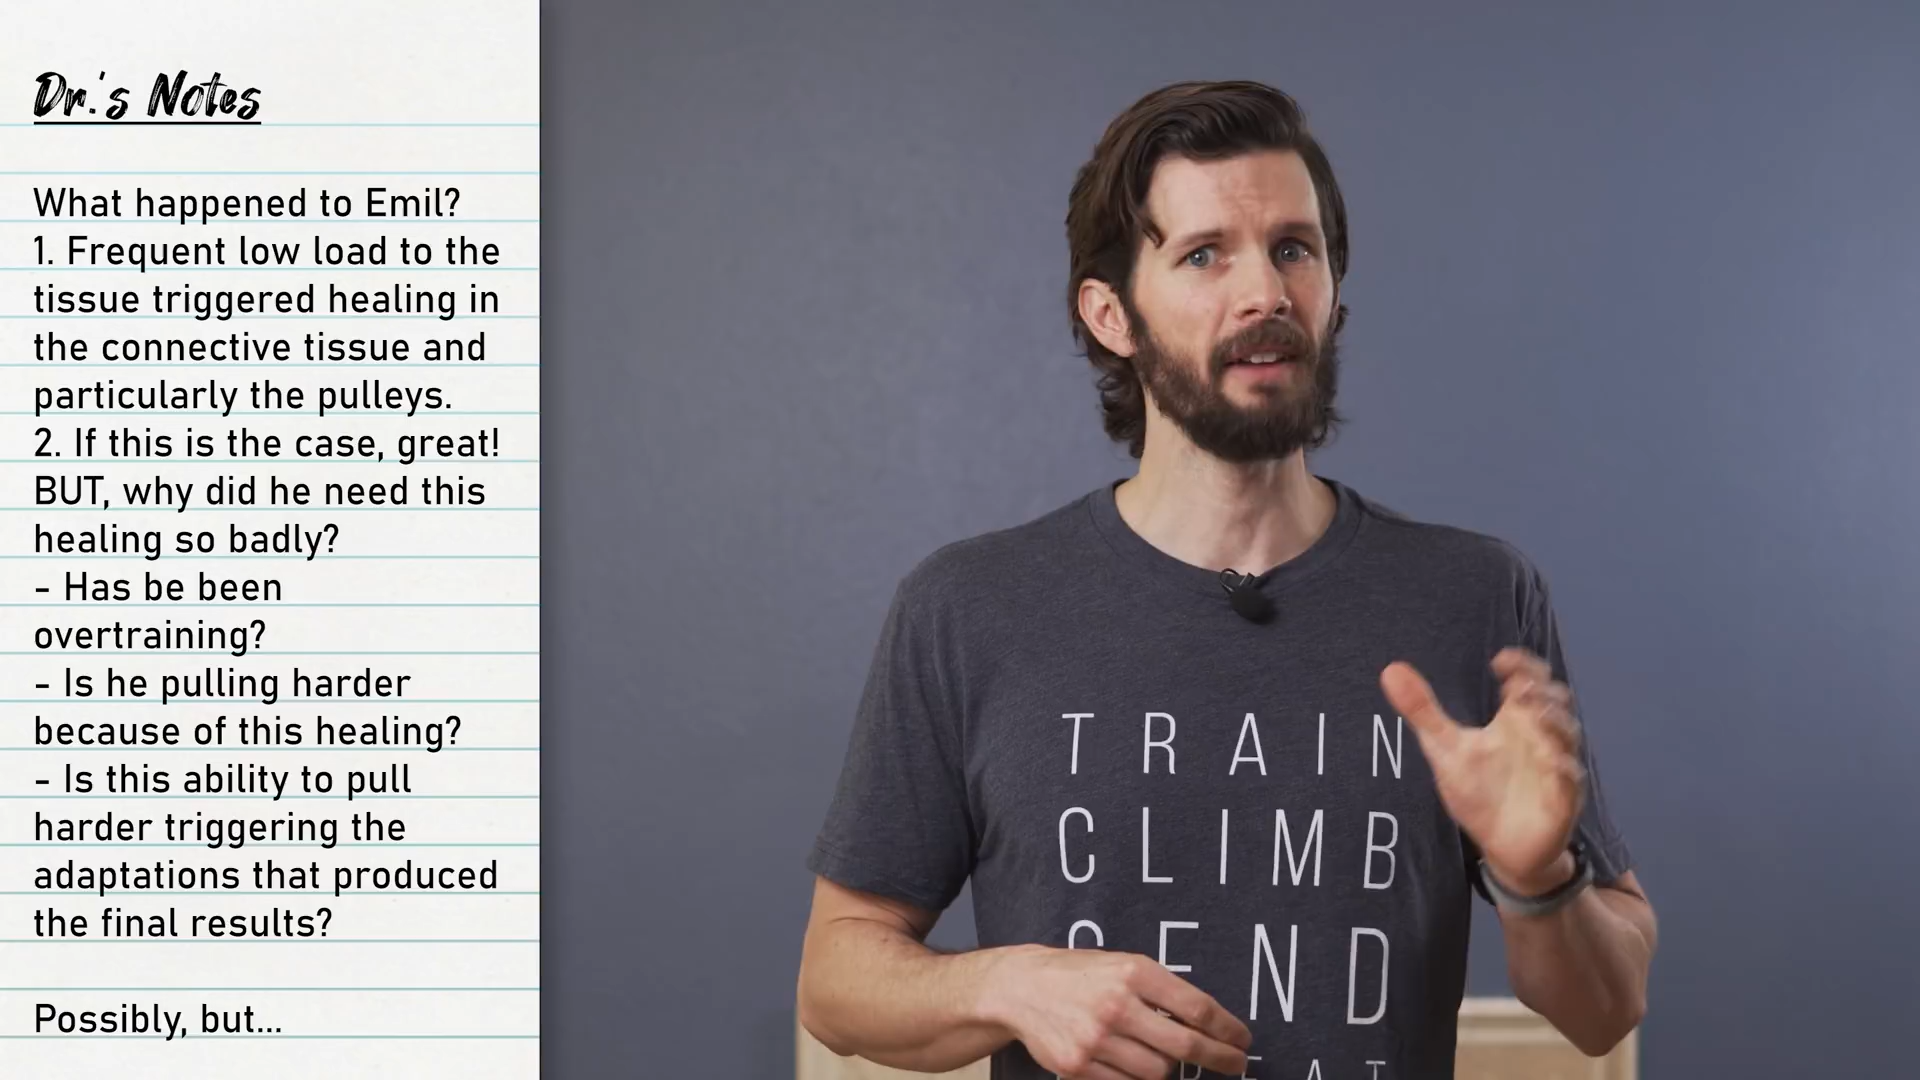 Dr.'s Notes
What happened to Emil?
1. Frequent low load to the
tissue triggered healing in
the connective tissue and
particularly the pulleys.
2. If this is the case, great!
BUT, why did he need this
healing so badly?
- Has be been
overtraining?
- Is he pulling harder
because of this healing?
- Is this ability to pull
harder triggering the
adaptations that produced
the final results?
Possibly, but...
TRAIN
CLIMB
SEND